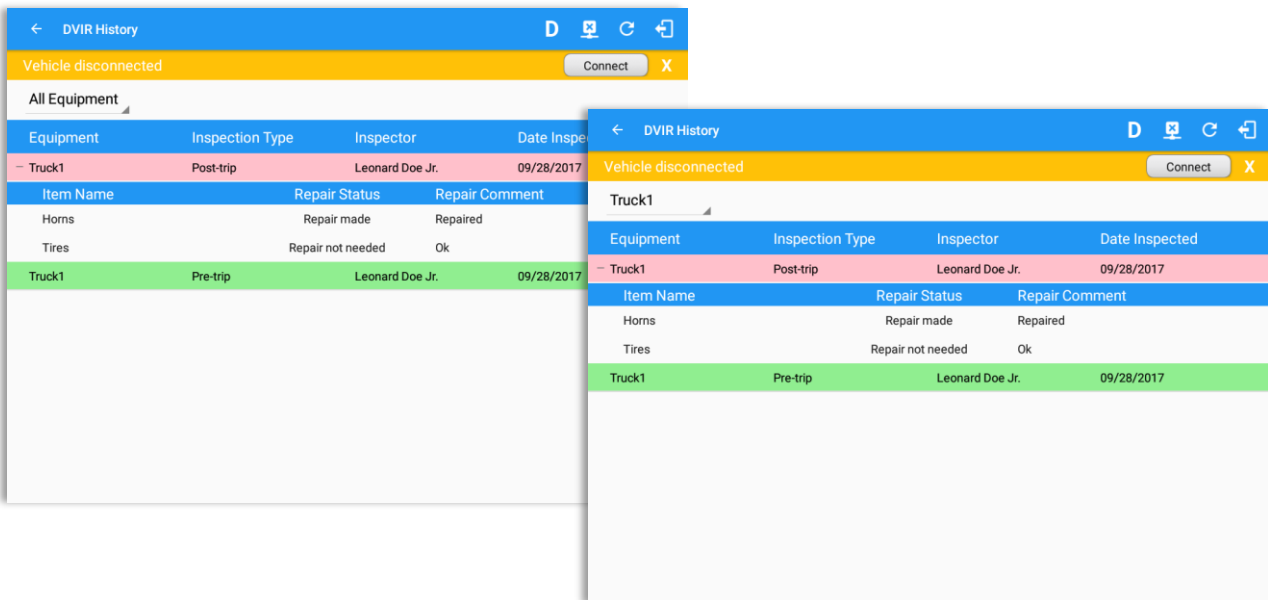 DVIR History D
Vehicle disconnected Connect X
All Equipment
Equipment Inspection Type Inspector Date Inspe
Truck1 Post-trip Leonard Doe Jr. 09/28/2017
Item Name Repair Status Repair Comment
Horns Repair made Repaired
Tires Repair not needed Ok
Truck1 Pre-trip Leonard Doe Jr. 09/28/2017
DVIR History D
Vehicle disconnected Connect X
Truck1
Equipment Inspection Type Inspector Date Inspected
Truck1 Post-trip Leonard Doe Jr. 09/28/2017
Item Name Repair Status Repair Comment
Horns Repair made Repaired
Tires Repair not needed Ok
Truck1 Pre-trip Leonard Doe Jr. 09/28/2017